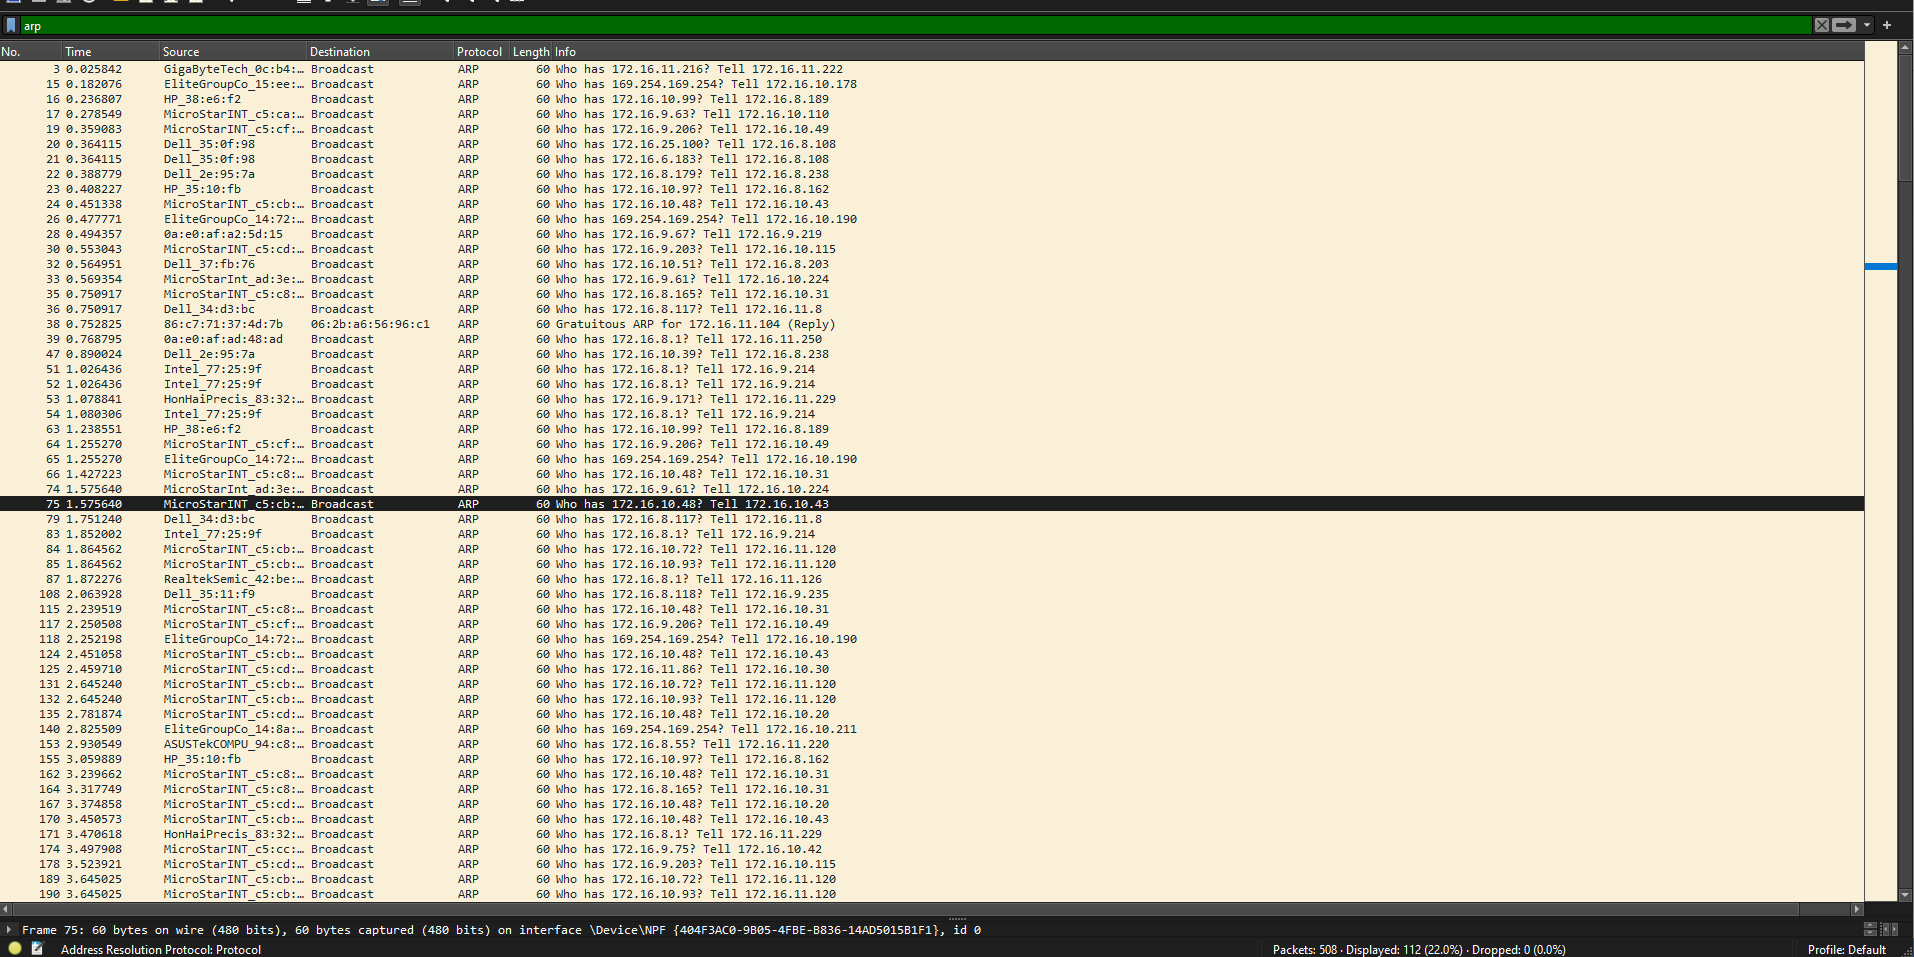 arp
No. Time Source Destination Protocol Length Info
3 0.025842 GigaByteTech_0c:b4:… Broadcast ARP 60 Who has 172.16.11.216? Tell 172.16.11.222
15 0.182076 EliteGroupCo_15:ee:… Broadcast ARP 60 Who has 169.254.169.254? Tell 172.16.10.178
16 0.236807 HP_38:e6:f2 Broadcast ARP 60 Who has 172.16.10.99? Tell 172.16.8.189
17 0.278549 MicroStarINT_c5:ca:… Broadcast ARP 60 Who has 172.16.9.63? Tell 172.16.10.110
19 0.359083 MicroStarINT_c5:cf:… Broadcast ARP 60 Who has 172.16.9.206? Tell 172.16.10.49
20 0.364115 Dell_35:0f:98 Broadcast ARP 60 Who has 172.16.25.100? Tell 172.16.8.108
21 0.364115 Dell_35:0f:98 Broadcast ARP 60 Who has 172.16.6.183? Tell 172.16.8.108
22 0.388779 Dell_2e:95:7a Broadcast ARP 60 Who has 172.16.8.179? Tell 172.16.8.238
23 0.408227 HP_35:10:fb Broadcast ARP 60 Who has 172.16.10.97? Tell 172.16.8.162
24 0.451338 MicroStarINT_c5:cb:… Broadcast ARP 60 Who has 172.16.10.48? Tell 172.16.10.43
26 0.477771 EliteGroupCo_14:72:… Broadcast ARP 60 Who has 169.254.169.254? Tell 172.16.10.190
28 0.494357 0a:e0:af:a2:5d:15 Broadcast ARP 60 Who has 172.16.9.67? Tell 172.16.9.219
30 0.553043 MicroStarINT_c5:cd:… Broadcast ARP 60 Who has 172.16.9.203? Tell 172.16.10.115
32 0.564951 Dell_37:fb:76 Broadcast ARP 60 Who has 172.16.10.51? Tell 172.16.8.203
33 0.569354 MicroStarInt_ad:3e:… Broadcast ARP 60 Who has 172.16.9.61? Tell 172.16.10.224
35 0.750917 MicroStarINT_c5:c8:… Broadcast ARP 60 Who has 172.16.8.165? Tell 172.16.10.31
36 0.750917 Dell_34:d3:bc Broadcast ARP 60 Who has 172.16.8.117? Tell 172.16.11.8
38 0.752825 86:c7:71:37:4d:7b 06:2b:a6:56:96:c1 ARP 60 Gratuitous ARP for 172.16.11.104 (Reply)
39 0.768795 0a:e0:af:ad:48:ad Broadcast ARP 60 Who has 172.16.8.1? Tell 172.16.11.250
47 0.890024 Dell_2e:95:7a Broadcast ARP 60 Who has 172.16.10.39? Tell 172.16.8.238
51 1.026436 Intel_77:25:9f Broadcast ARP 60 Who has 172.16.8.1? Tell 172.16.9.214
52 1.026436 Intel_77:25:9f Broadcast ARP 60 Who has 172.16.8.1? Tell 172.16.9.214
53 1.078841 HonHaiPrecis_83:32:… Broadcast ARP 60 Who has 172.16.9.171? Tell 172.16.11.229
54 1.080306 Intel_77:25:9f Broadcast ARP 60 Who has 172.16.8.1? Tell 172.16.9.214
63 1.238551 HP_38:e6:f2 Broadcast ARP 60 Who has 172.16.10.99? Tell 172.16.8.189
64 1.255270 MicroStarINT_c5:cf:… Broadcast ARP 60 Who has 172.16.9.206? Tell 172.16.10.49
65 1.255270 EliteGroupCo_14:72:… Broadcast ARP 60 Who has 169.254.169.254? Tell 172.16.10.190
66 1.427223 MicroStarINT_c5:c8:… Broadcast ARP 60 Who has 172.16.10.48? Tell 172.16.10.31
74 1.575640 MicroStarInt_ad:3e:… Broadcast ARP 60 Who has 172.16.9.61? Tell 172.16.10.224
75 1.575640 MicroStarINT_c5:cb:… Broadcast ARP 60 Who has 172.16.10.48? Tell 172.16.10.43
79 1.751240 Dell_34:d3:bc Broadcast ARP 60 Who has 172.16.8.117? Tell 172.16.11.8
83 1.852002 Intel_77:25:9f Broadcast ARP 60 Who has 172.16.8.1? Tell 172.16.9.214
84 1.864562 MicroStarINT_c5:cb:… Broadcast ARP 60 Who has 172.16.10.72? Tell 172.16.11.120
85 1.864562 MicroStarINT_c5:cb:… Broadcast ARP 60 Who has 172.16.10.93? Tell 172.16.11.120
87 1.872276 RealtekSemic_42:be:… Broadcast ARP 60 Who has 172.16.8.1? Tell 172.16.11.126
108 2.063928 Dell_35:11:f9 Broadcast ARP 60 Who has 172.16.8.118? Tell 172.16.9.235
115 2.239519 MicroStarINT_c5:c8:… Broadcast ARP 60 Who has 172.16.10.48? Tell 172.16.10.31
117 2.250508 MicroStarINT_c5:cf:… Broadcast ARP 60 Who has 172.16.9.206? Tell 172.16.10.49
118 2.252198 EliteGroupCo_14:72:… Broadcast ARP 60 Who has 169.254.169.254? Tell 172.16.10.190
124 2.451058 MicroStarINT_c5:cb:… Broadcast ARP 60 Who has 172.16.10.48? Tell 172.16.10.43
125 2.459710 MicroStarINT_c5:cd:… Broadcast ARP 60 Who has 172.16.11.86? Tell 172.16.10.30
131 2.645240 MicroStarINT_c5:cb:… Broadcast ARP 60 Who has 172.16.10.72? Tell 172.16.11.120
132 2.645240 MicroStarINT_c5:cb:… Broadcast ARP 60 Who has 172.16.10.93? Tell 172.16.11.120
135 2.781874 MicroStarINT_c5:cd:… Broadcast ARP 60 Who has 172.16.10.48? Tell 172.16.10.20
140 2.825509 EliteGroupCo_14:8a:… Broadcast ARP 60 Who has 169.254.169.254? Tell 172.16.10.211
153 2.930549 ASUSTekCOMPU_94:c8:… Broadcast ARP 60 Who has 172.16.8.55? Tell 172.16.11.220
155 3.059889 HP_35:10:fb Broadcast ARP 60 Who has 172.16.10.97? Tell 172.16.8.162
162 3.239662 MicroStarINT_c5:c8:… Broadcast ARP 60 Who has 172.16.10.48? Tell 172.16.10.31
164 3.317749 MicroStarINT_c5:c8:… Broadcast ARP 60 Who has 172.16.8.165? Tell 172.16.10.31
167 3.374858 MicroStarINT_c5:cd:… Broadcast ARP 60 Who has 172.16.10.48? Tell 172.16.10.20
170 3.450573 MicroStarINT_c5:cb:… Broadcast ARP 60 Who has 172.16.10.48? Tell 172.16.10.43
171 3.470618 HonHaiPrecis_83:32:… Broadcast ARP 60 Who has 172.16.8.1? Tell 172.16.11.229
174 3.497908 MicroStarINT_c5:cc:… Broadcast ARP 60 Who has 172.16.9.75? Tell 172.16.10.42
178 3.523921 MicroStarINT_c5:cd:… Broadcast ARP 60 Who has 172.16.9.203? Tell 172.16.10.115
189 3.645025 MicroStarINT_c5:cb:… Broadcast ARP 60 Who has 172.16.10.72? Tell 172.16.11.120
190 3.645025 MicroStarINT_c5:cb:… Broadcast ARP 60 Who has 172.16.10.93? Tell 172.16.11.120
Frame 75: 60 bytes on wire (480 bits), 60 bytes captured (480 bits) on interface \Device\NPF_{404F3AC0-9B05-4FBE-B836-14AD5015B1F1}, id 0
Address Resolution Protocol: Protocol Packets: 508 · Displayed: 112 (22.0%) · Dropped: 0 (0.0%) Profile: Default